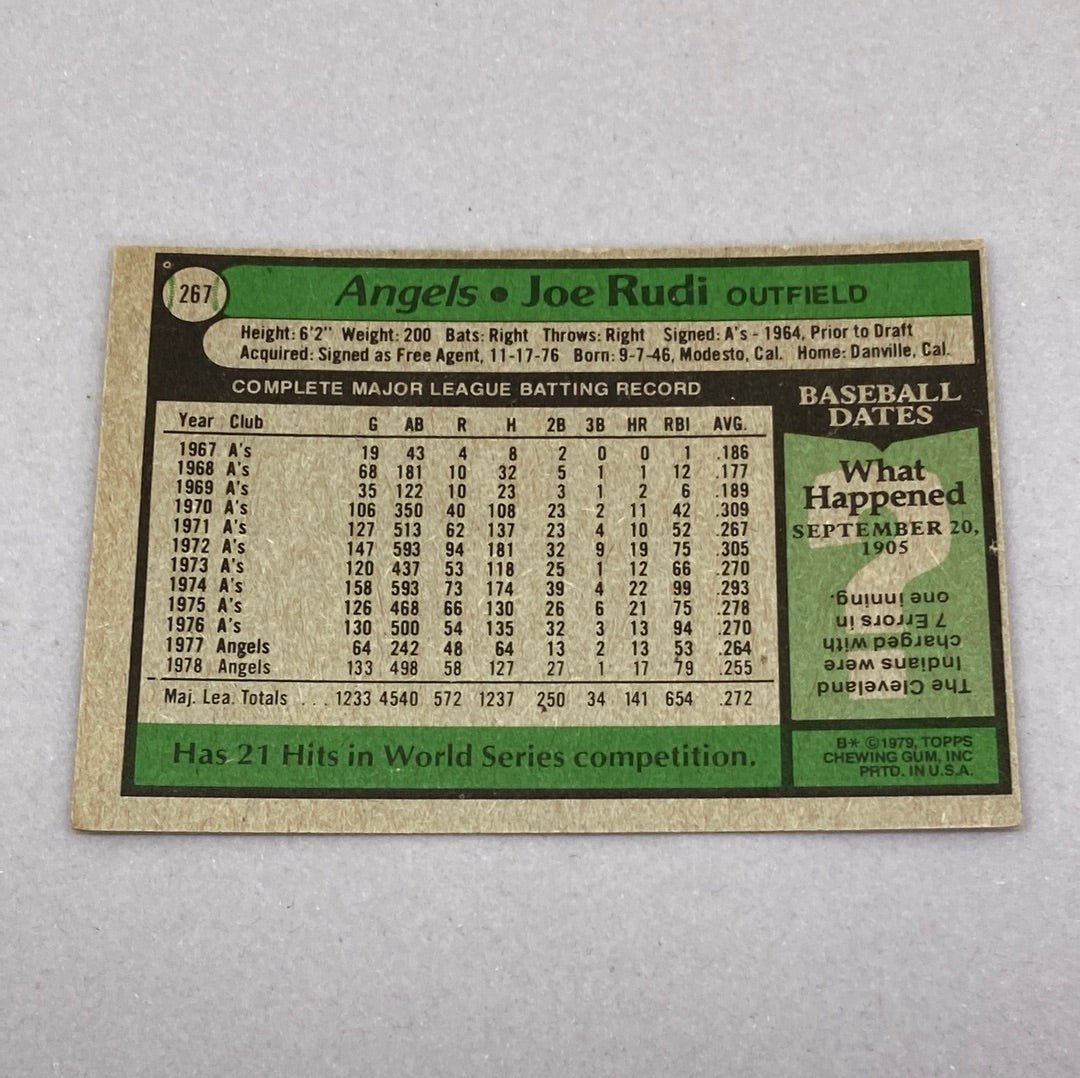 267
Angels • Joe Rudi OUTFIELD
Height: 6'2" Weight: 200 Bats: Right Throws: Right Signed: A's - 1964, Prior to Draft
Acquired: Signed as Free Agent, 11-17-76 Born: 9-7-46, Modesto, Cal. Home: Danville, Cal.
COMPLETE MAJOR LEAGUE BATTING RECORD
Year Club G AB R H 2B 3B HR RBI AVG.
1967 A's 19 43 4 8 2 0 0 1 .186
1968 A's 68 181 10 32 5 1 1 12 .177
1969 A's 35 122 10 23 3 1 2 6 .189
1970 A's 106 350 40 108 23 2 11 42 .309
1971 A's 127 513 62 137 23 4 10 52 .267
1972 A's 147 593 94 181 32 9 19 75 .305
1973 A's 120 437 53 118 25 1 12 66 .270
1974 A's 158 593 73 174 39 4 22 99 .293
1975 A's 126 468 66 130 26 6 21 75 .278
1976 A's 130 500 54 135 32 3 13 94 .270
1977 Angels 64 242 48 64 13 2 13 53 .264
1978 Angels 133 498 58 127 27 1 17 79 .255
Maj. Lea. Totals ... 1233 4540 572 1237 250 34 141 654 .272
Has 21 Hits in World Series competition.
BASEBALL
DATES
What
Happened
SEPTEMBER 20,
1905
?
The Cleveland
Indians were
charged with
7 Errors in
one inning.
B* ©1979, TOPPS
CHEWING GUM, INC
PRTD. IN U.S.A.